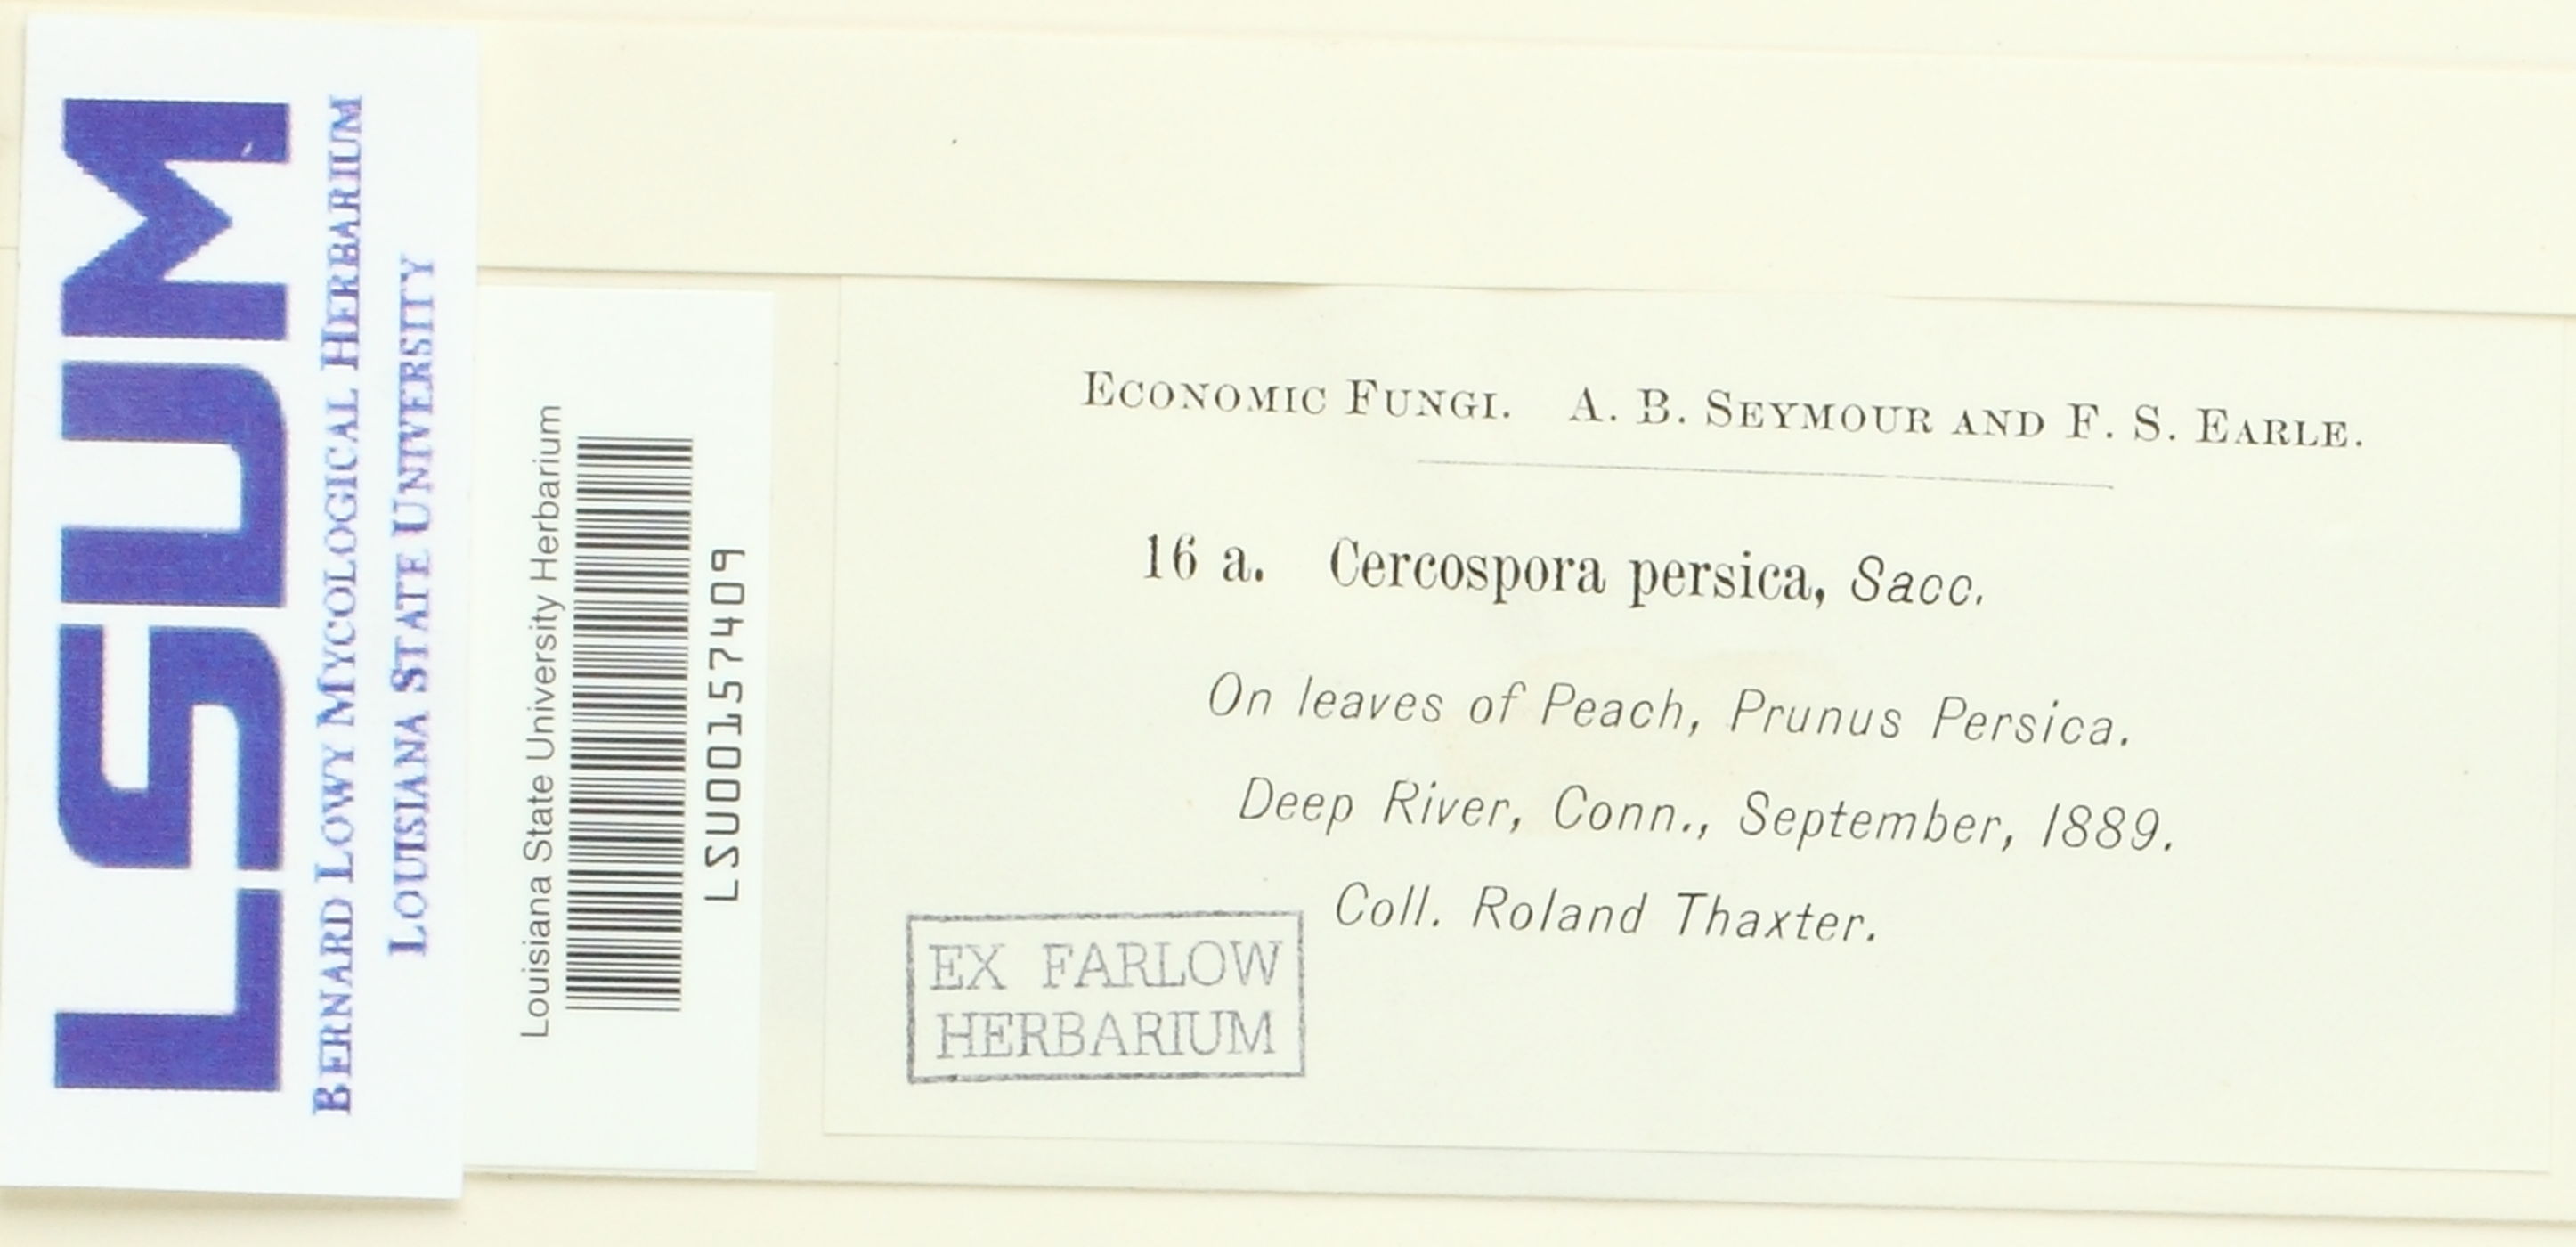 LSUM
BERNARD LOWY MYCOLOGICAL HERBARIUM
LOUISIANA STATE UNIVERSITY
Louisiana State University Herbarium
LSU00157409
ECONOMIC FUNGI. A. B. SEYMOUR AND F. S. EARLE.
16 a. Cercospora persica, Sacc.
On leaves of Peach, Prunus Persica.
Deep River, Conn., September, 1889.
Coll. Roland Thaxter.
EX FARLOW
HERBARIUM